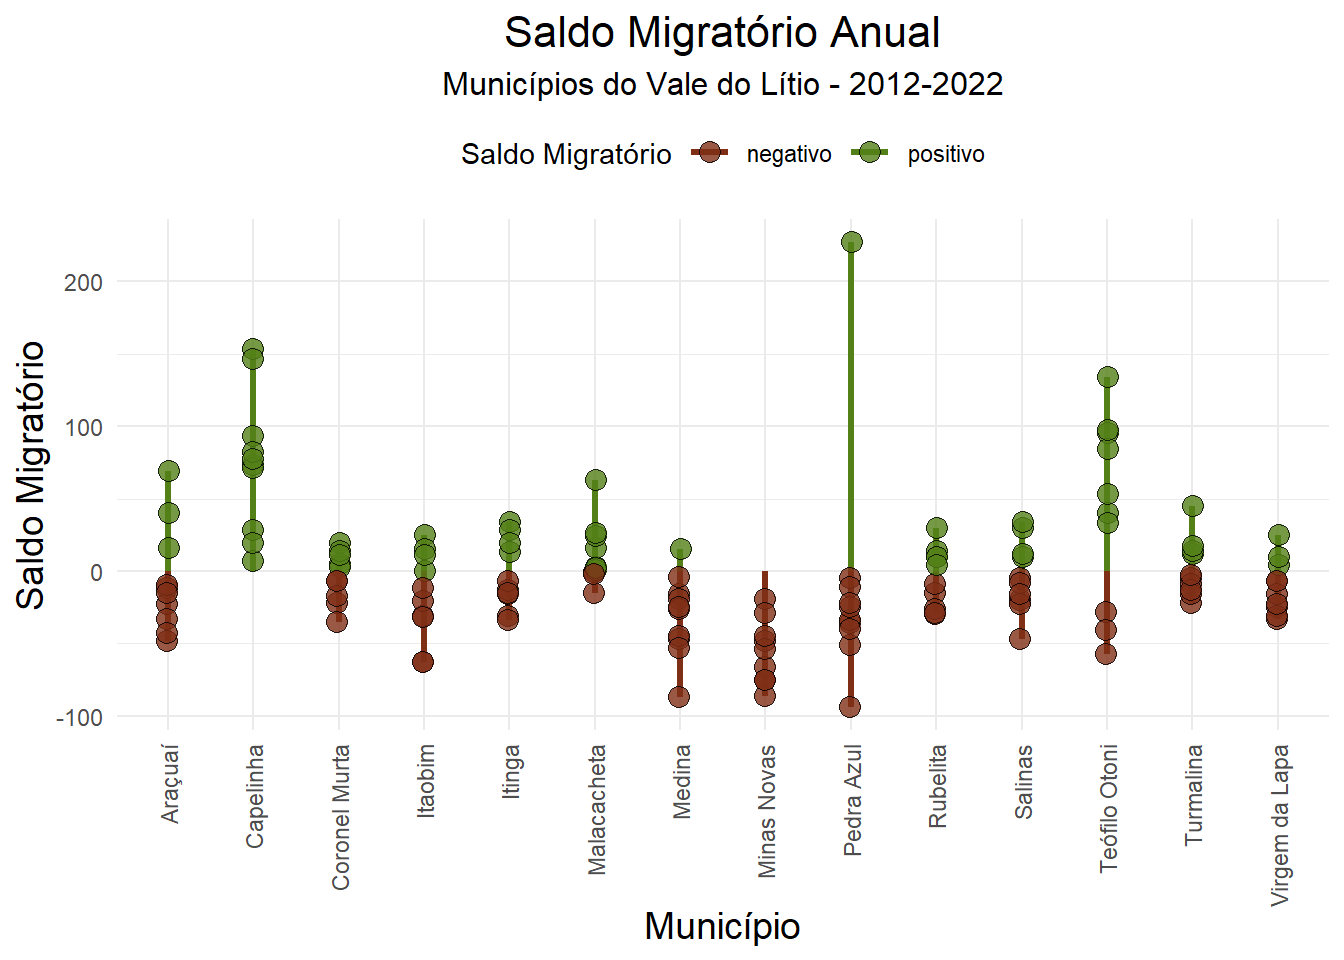 Saldo Migratório Anual
Municípios do Vale do Lítio - 2012-2022
Saldo Migratório negativo positivo
Saldo Migratório
200
100
0
-100
Araçuaí
Capelinha
Coronel Murta
Itaobim
Itinga
Malacacheta
Medina
Minas Novas
Pedra Azul
Rubelita
Salinas
Teófilo Otoni
Turmalina
Virgem da Lapa
Município